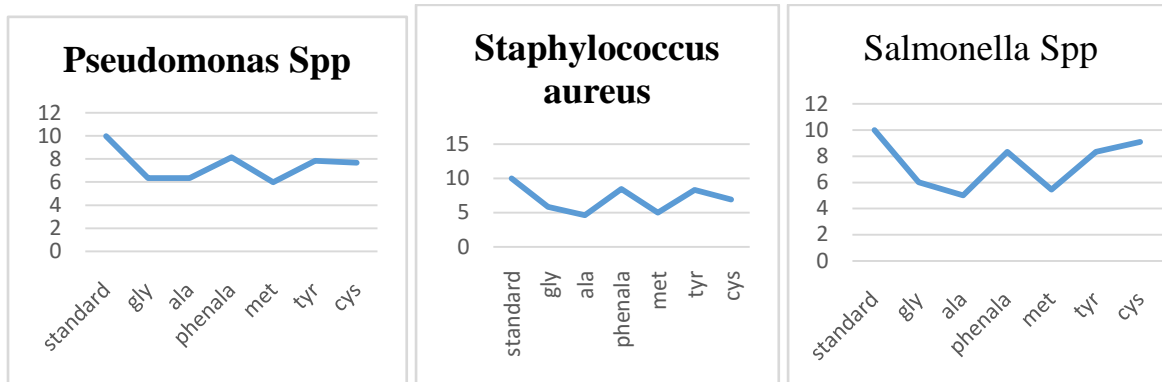 Pseudomonas Spp
12
10
8
6
4
2
0
standard
gly
ala
phenala
met
tyr
cys
Staphylococcus
aureus
15
10
5
0
standard
gly
ala
phenala
met
tyr
cys
Salmonella Spp
12
10
8
6
4
2
0
standard
gly
ala
phenala
met
tyr
cys